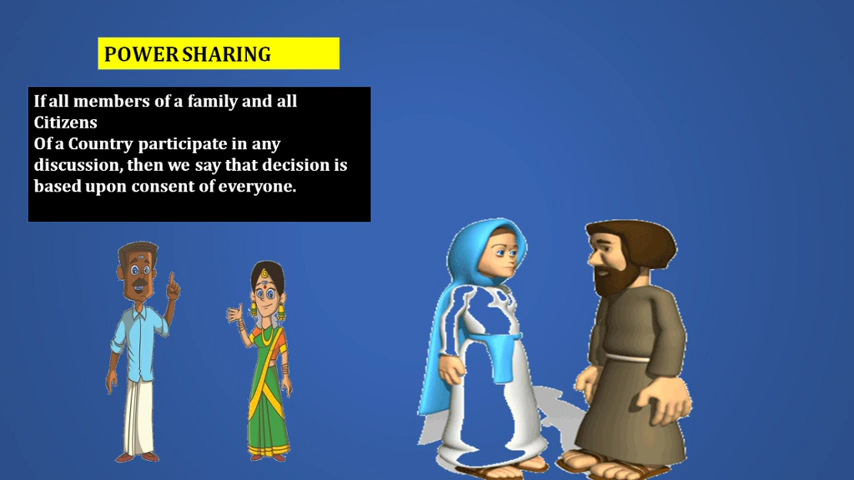 POWER SHARING
If all members of a family and all
Citizens
Of a Country participate in any
discussion, then we say that decision is
based upon consent of everyone.